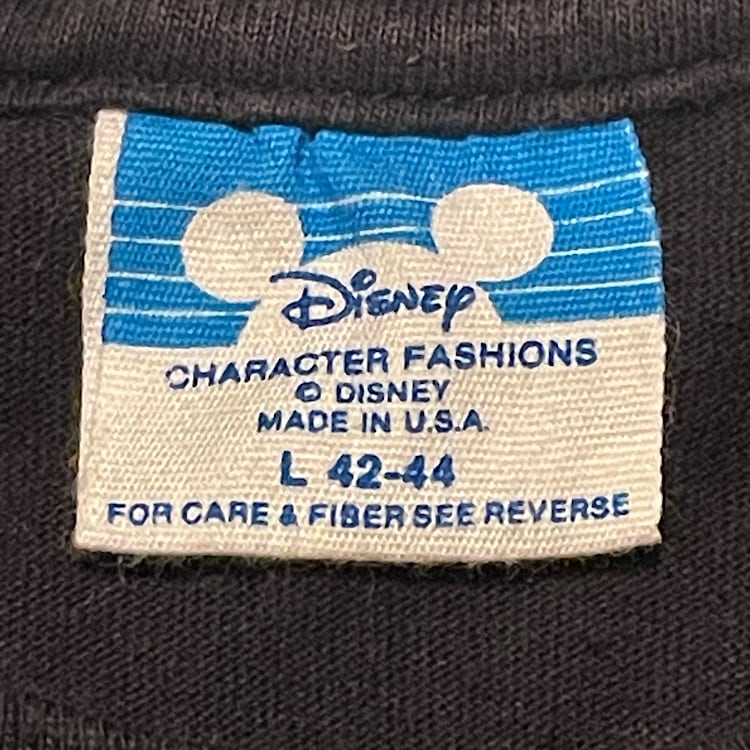 Disney
CHARACTER FASHIONS
© DISNEY
MADE IN U.S.A.
L 42-44
FOR CARE & FIBER SEE REVERSE